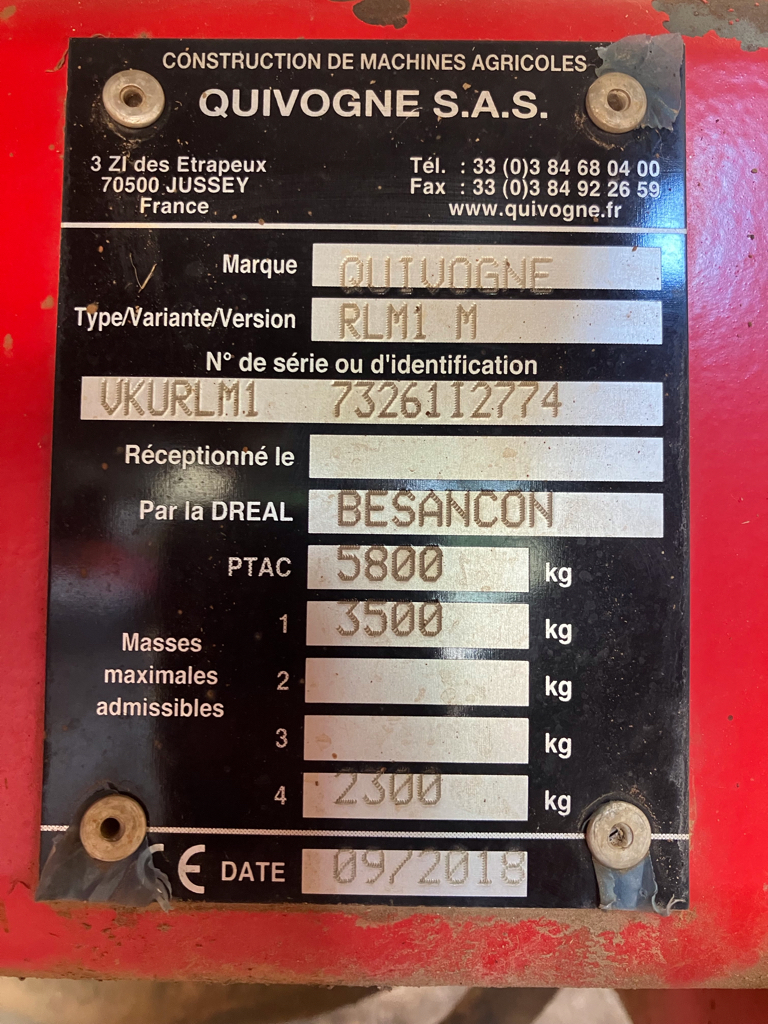 CONSTRUCTION DE MACHINES AGRICOLES
QUIVOGNE S.A.S.
3 ZI des Etrapeux
70500 JUSSEY
France
Tél. : 33 (0)3 84 68 04 00
Fax : 33 (0)3 84 92 26 59
www.quivogne.fr
Marque QUIVOGNE
Type/Variante/Version RLM1 M
N° de série ou d'identification
VKURLM1 73261I2774
Réceptionné le
Par la DREAL BESANCON
PTAC 5800 kg
Masses maximales admissibles
1 3500 kg
2 kg
3 kg
4 2300 kg
CE DATE 09/2018